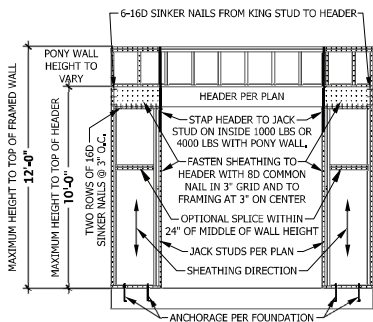 6-16D SINKER NAILS FROM KING STUD TO HEADER
PONY WALL
HEIGHT TO
VARY
HEADER PER PLAN
STAP HEADER TO JACK
STUD ON INSIDE 1000 LBS OR
4000 LBS WITH PONY WALL.
FASTEN SHEATHING TO
HEADER WITH 8D COMMON
NAIL IN 3" GRID AND TO
FRAMING AT 3" ON CENTER
OPTIONAL SPLICE WITHIN
24" OF MIDDLE OF WALL HEIGHT
JACK STUDS PER PLAN
SHEATHING DIRECTION
ANCHORAGE PER FOUNDATION
MAXIMUM HEIGHT TO TOP OF FRAMED WALL
12'-0"
MAXIMUM HEIGHT TO TOP OF HEADER
10'-0"
TWO ROWS OF 16D
SINKER NAILS @ 3" O.C.